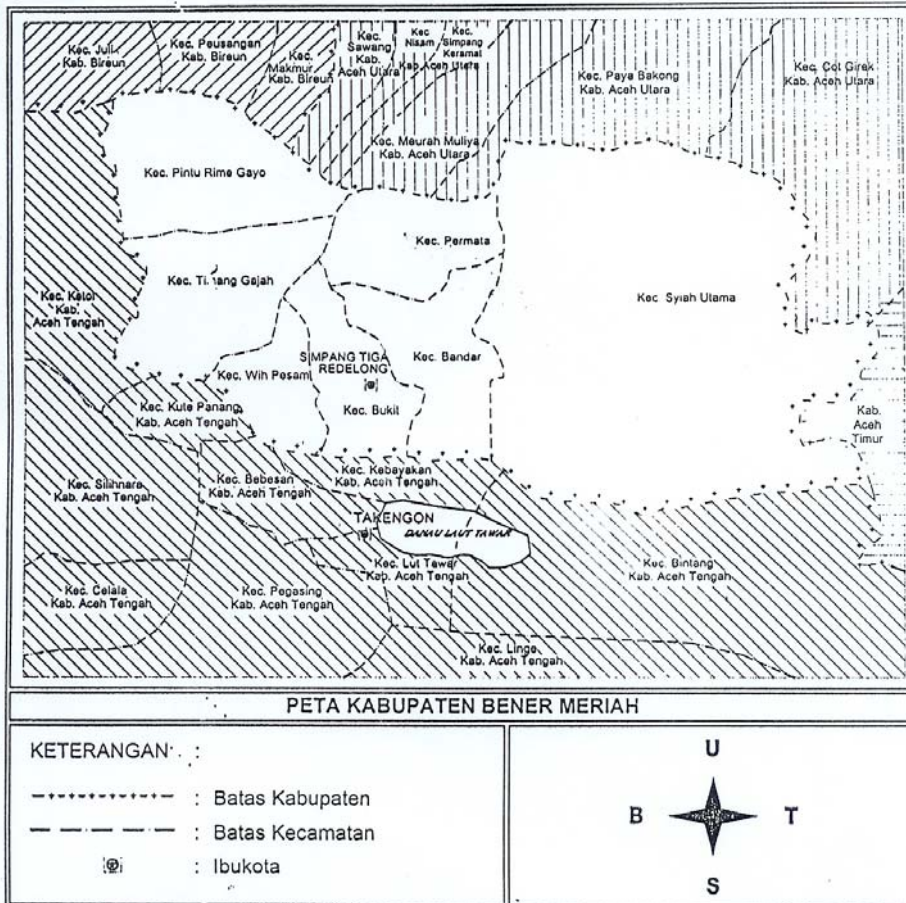 Kec. Juli
Kab. Bireun
Kec. Peusangan
Kab. Bireun
Kec.
Makmur
Kab. Bireun
Kec.
Sawang
Kab.
Aceh Utara
Kec
Nisam
Kec.
Simpang
Keramat
Kab. Aceh Utara
Kec. Paya Bakong
Kab. Aceh Utara
Kec. Cot Girek
Kab. Aceh Utara
Kec. Meurah Muliya
Kab. Aceh Utara
Kec. Pintu Rime Gayo
Kec. Permata
Kec. Ketol
Kab.
Aceh Tengah
Kec. Timang Gajah
Kec. Syiah Utama
SIMPANG TIGA
REDELONG
Kec. Bandar
Kec. Wih Pesam
Kec. Bukit
Kec. Kute Panang
Kab. Aceh Tengah
Kab.
Aceh
Timur
Kec. Silihnara
Kab. Aceh Tengah
Kec. Bebesan
Kab. Aceh Tengah
Kec. Kebayakan
Kab. Aceh Tengah
TAKENGON
DANAU LAUT TAWAR
Kec. Lut Tawar
Kab. Aceh Tengah
Kec. Bintang
Kab. Aceh Tengah
Kec. Celala
Kab. Aceh Tengah
Kec. Pegasing
Kab. Aceh Tengah
Kec. Linge
Kab. Aceh Tengah
PETA KABUPATEN BENER MERIAH
KETERANGAN :
: Batas Kabupaten
: Batas Kecamatan
: Ibukota
U
B T
S